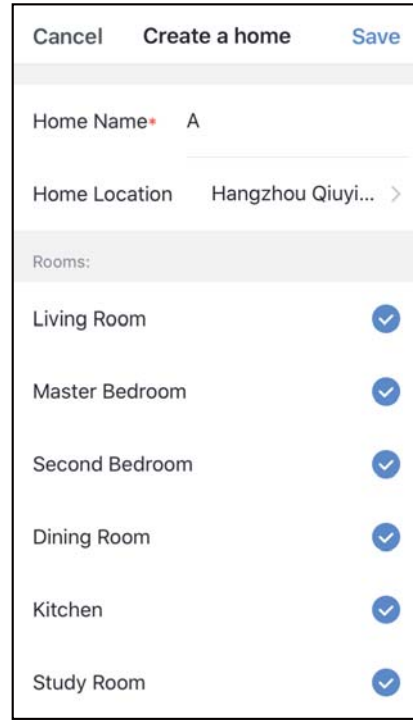 Cancel Create a home Save
Home Name* A
Home Location Hangzhou Qiuyi... >
Rooms:
Living Room
Master Bedroom
Second Bedroom
Dining Room
Kitchen
Study Room